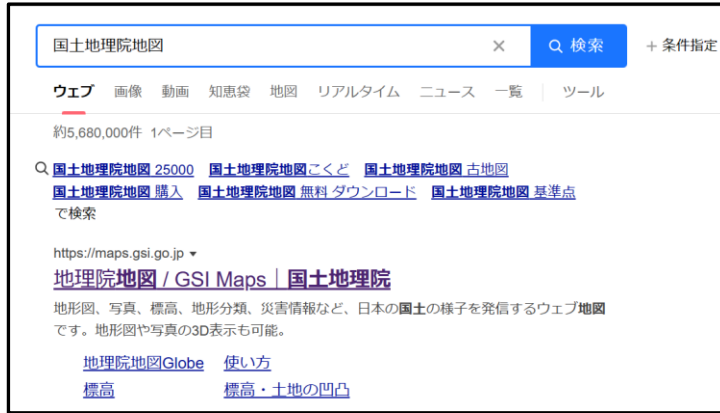 国土地理院地図 × 検索 +条件指定
ウェブ 画像 動画 知恵袋 地図 リアルタイム ニュース 一覧 ツール
約5,680,000件 1ページ目
国土地理院地図 25000 国土地理院地図こくど 国土地理院地図 古地図
国土地理院地図 購入 国土地理院地図 無料 ダウンロード 国土地理院地図 基準点
で検索
https://maps.gsi.go.jp ▾
地理院地図 / GSI Maps｜国土地理院
地形図、写真、標高、地形分類、災害情報など、日本の国土の様子を発信するウェブ地図
です。地形図や写真の3D表示も可能。
地理院地図Globe 使い方
標高 標高・土地の凹凸